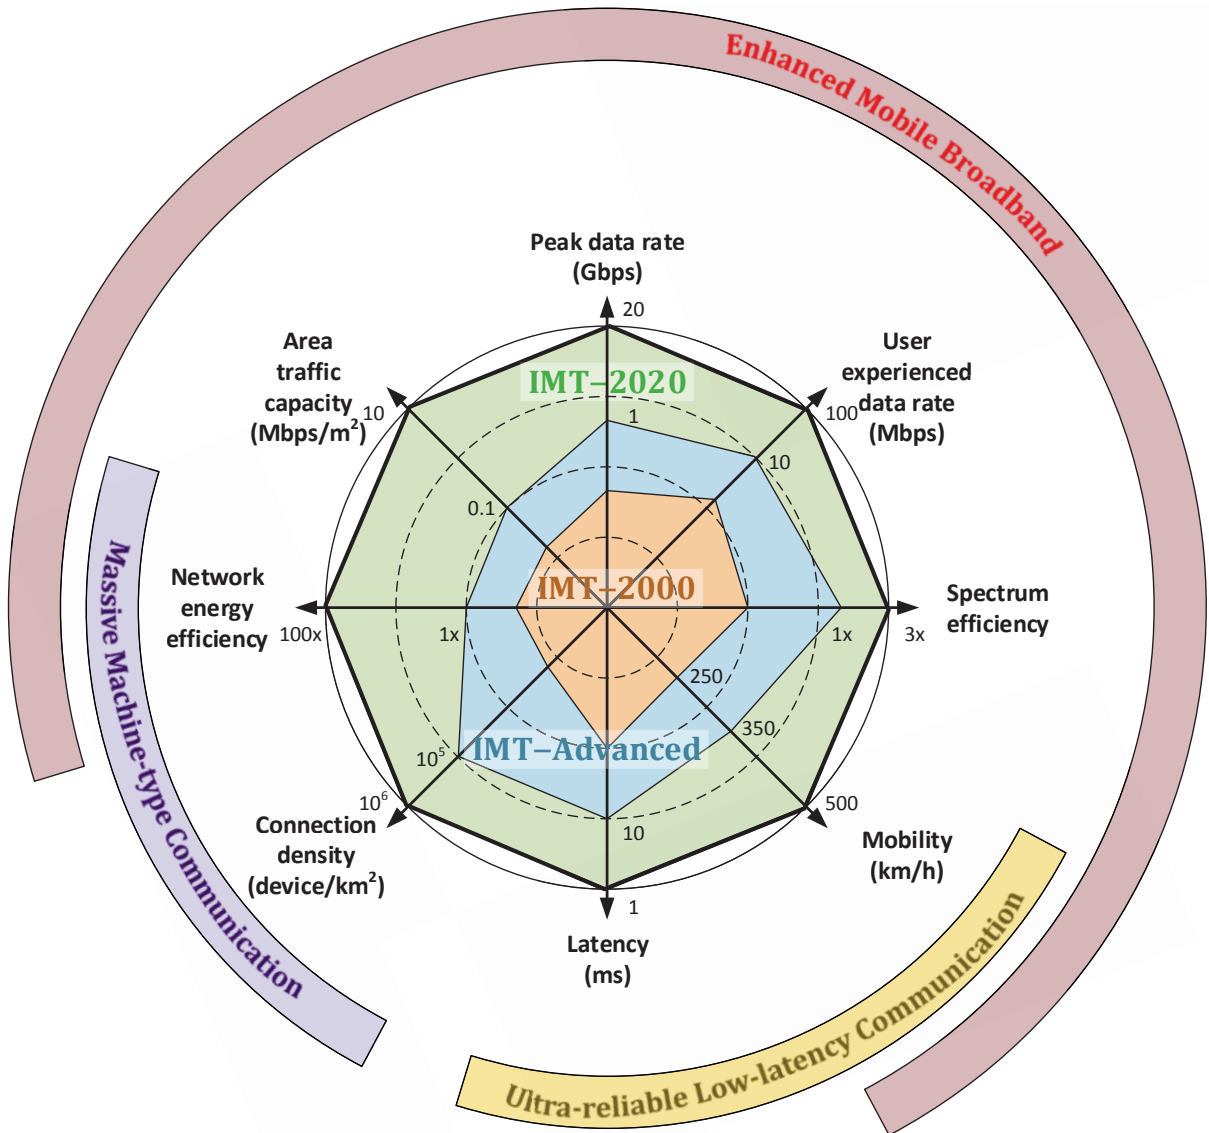 Enhanced Mobile Broadband
Peak data rate
(Gbps)
20
Area
traffic
capacity
(Mbps/m²)
10
User
experienced
data rate
(Mbps)
100
IMT−2020
1
10
0.1
IMT−2000
Network
energy
efficiency
100x
1x
1x
3x
Spectrum
efficiency
250
350
IMT−Advanced
10⁵
10⁶
500
Connection
density
(device/km²)
10
Mobility
(km/h)
1
Latency
(ms)
Massive Machine-type Communication
Ultra-reliable Low-latency Communication